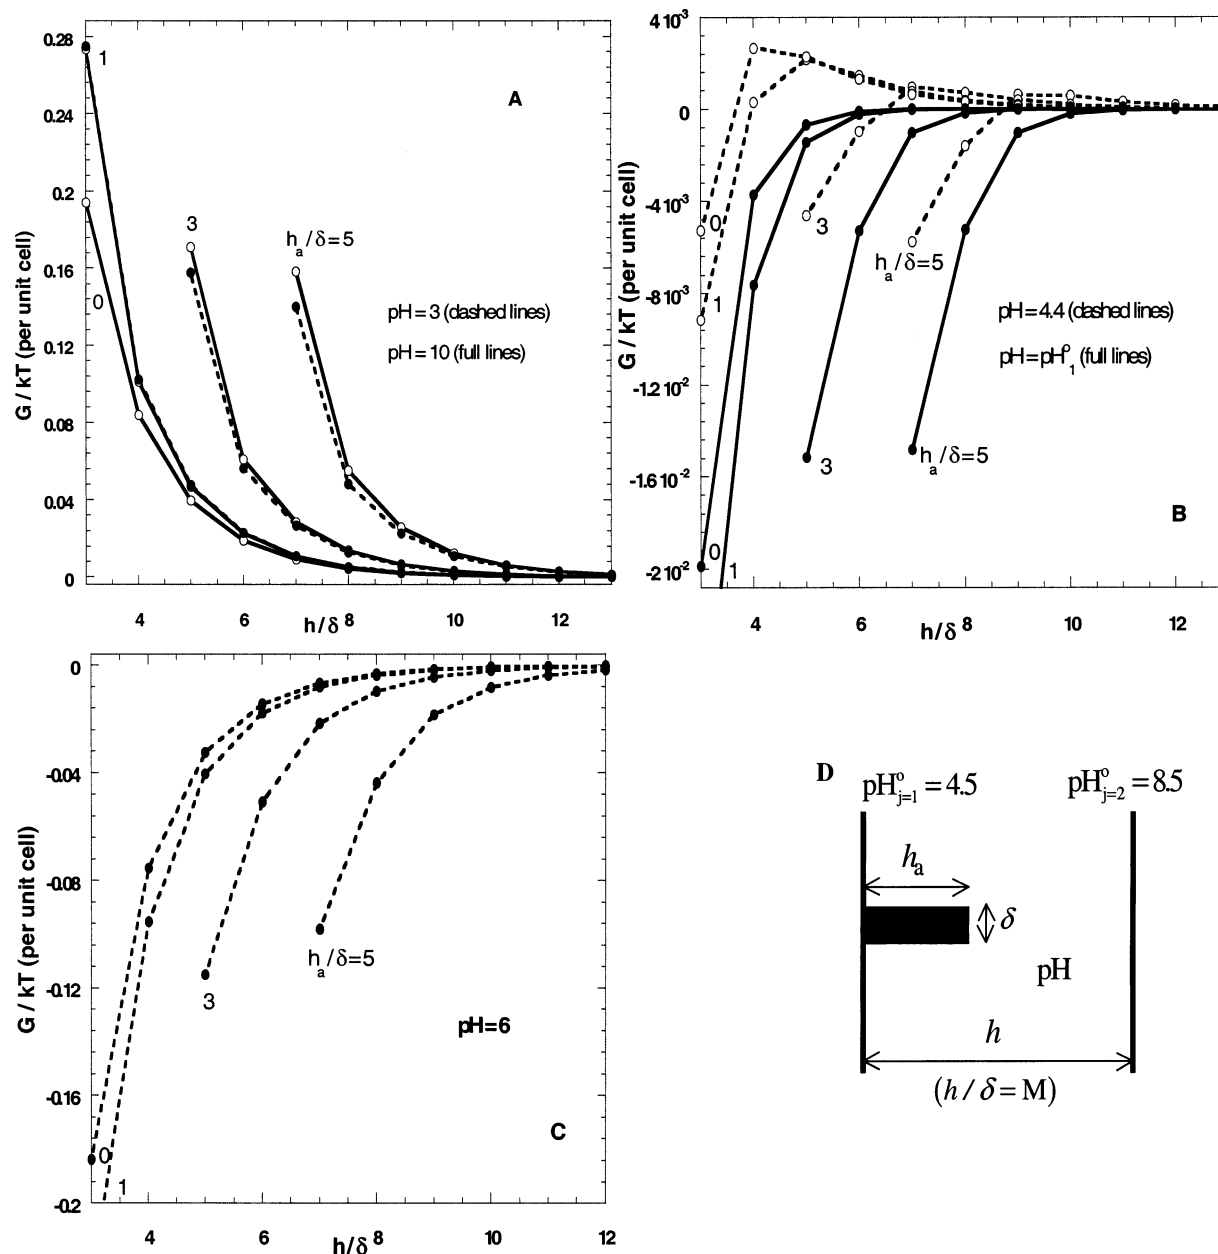 G / kT (per unit cell)
0.28
0.24
0.2
0.16
0.12
0.08
0.04
0
1
0
3
h_a/δ=5
A
pH = 3 (dashed lines)
pH = 10 (full lines)
4
6
8
10
12
h/δ
G / kT (per unit cell)
4 10⁻³
0
-4 10⁻³
-8 10⁻³
-1.2 10⁻²
-1.6 10⁻²
-2 10⁻²
0
1
3
h_a/δ=5
pH = 4.4 (dashed lines)
pH = pH°₁ (full lines)
3
h_a/δ=5
0
1
B
4
6
8
10
12
h/δ
G / kT (per unit cell)
0
-0.04
-0.08
-0.12
-0.16
-0.2
h_a/δ=5
3
pH=6
0
1
C
4
6
8
10
12
h/δ
D
pH°_{j=1} = 4.5
pH°_{j=2} = 8.5
h_a
δ
pH
h
(h / δ = M)